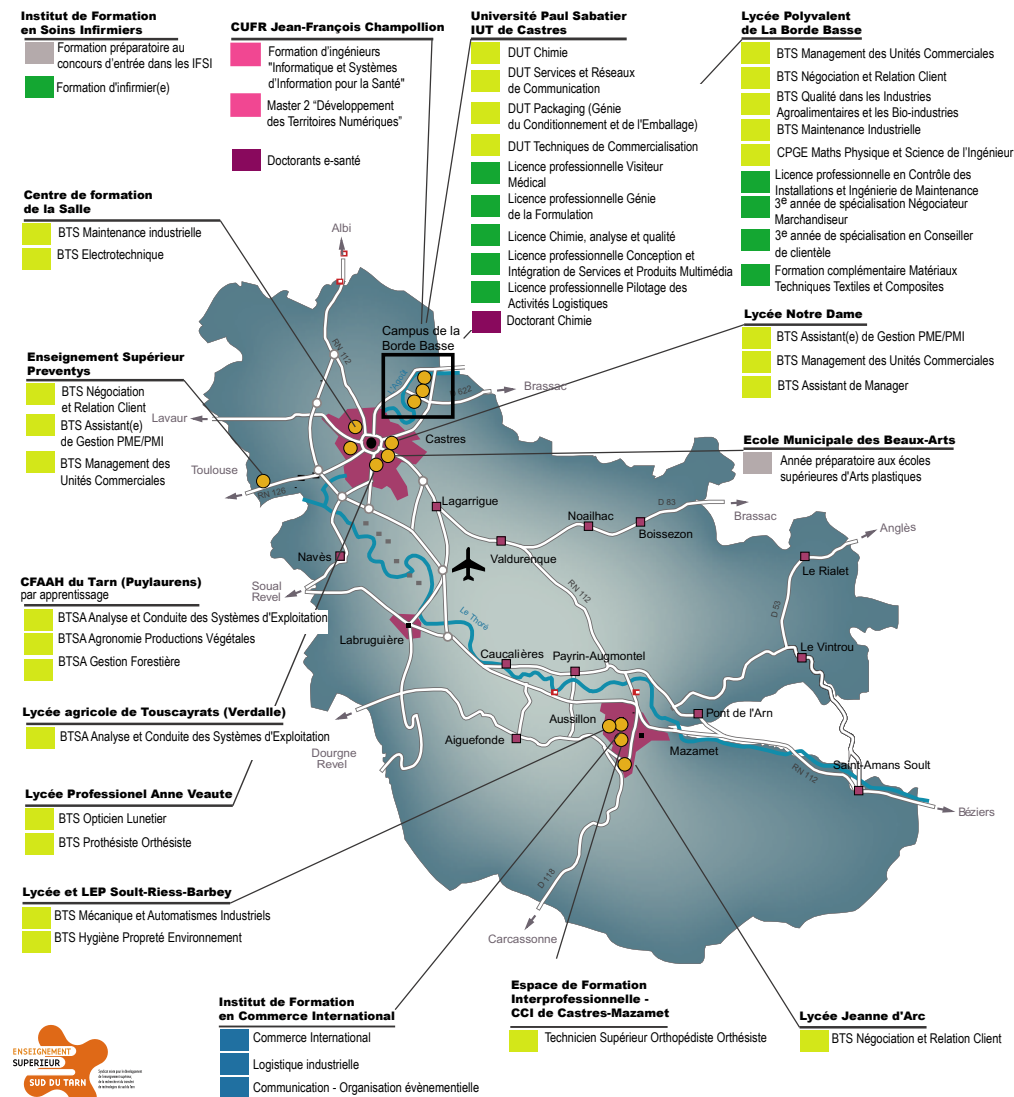 Institut de Formation
en Soins Infirmiers
Formation préparatoire au
concours d'entrée dans les IFSI
Formation d'infirmier(e)
CUFR Jean-François Champollion
Formation d'ingénieurs
"Informatique et Systèmes
d'Information pour la Santé"
Master 2 "Développement
des Territoires Numériques"
Doctorants e-santé
Université Paul Sabatier
IUT de Castres
DUT Chimie
DUT Services et Réseaux
de Communication
DUT Packaging (Génie
du Conditionnement et de l'Emballage)
DUT Techniques de Commercialisation
Licence professionnelle Visiteur
Médical
Licence professionnelle Génie
de la Formulation
Licence Chimie, analyse et qualité
Licence professionnelle Conception et
Intégration de Services et Produits Multimédia
Licence professionnelle Pilotage des
Activités Logistiques
Doctorant Chimie
Lycée Polyvalent
de La Borde Basse
BTS Management des Unités Commerciales
BTS Négociation et Relation Client
BTS Qualité dans les Industries
Agroalimentaires et les Bio-industries
BTS Maintenance Industrielle
CPGE Maths Physique et Science de l'Ingénieur
Licence professionnelle en Contrôle des
Installations et Ingénierie de Maintenance
3e année de spécialisation Négociateur
Marchandiseur
3e année de spécialisation en Conseiller
de clientèle
Formation complémentaire Matériaux
Techniques Textiles et Composites
Centre de formation
de la Salle
BTS Maintenance industrielle
BTS Electrotechnique
Lycée Notre Dame
BTS Assistant(e) de Gestion PME/PMI
BTS Management des Unités Commerciales
BTS Assistant de Manager
Enseignement Supérieur
Preventys
BTS Négociation
et Relation Client
BTS Assistant(e)
de Gestion PME/PMI
BTS Management des
Unités Commerciales
Ecole Municipale des Beaux-Arts
Année préparatoire aux écoles
supérieures d'Arts plastiques
Albi
RN 112
Campus de la
Borde Basse
L'Agoût
D 622
Brassac
Lavaur
Castres
Toulouse
RN 126
Lagarrigue
Noailhac
D 83
Brassac
Boissezon
Anglès
Valdurenque
Navès
Le Rialet
Soual
Revel
RN 112
D 53
Le Thoré
Labruguière
Le Vintrou
Caucalières
Payrin-Augmontel
Aussillon
Pont de l'Arn
Aiguefonde
Mazamet
Dourgne
Revel
Saint-Amans Soult
RN 112
Béziers
D 118
Carcassonne
CFAAH du Tarn (Puylaurens)
par apprentissage
BTSA Analyse et Conduite des Systèmes d'Exploitation
BTSA Agronomie Productions Végétales
BTSA Gestion Forestière
Lycée agricole de Touscayrats (Verdalle)
BTSA Analyse et Conduite des Systèmes d'Exploitation
Lycée Professionel Anne Veaute
BTS Opticien Lunetier
BTS Prothésiste Orthésiste
Lycée et LEP Soult-Riess-Barbey
BTS Mécanique et Automatismes Industriels
BTS Hygiène Propreté Environnement
Institut de Formation
en Commerce International
Commerce International
Logistique industrielle
Communication - Organisation évènementielle
Espace de Formation
Interprofessionnelle -
CCI de Castres-Mazamet
Technicien Supérieur Orthopédiste Orthésiste
Lycée Jeanne d'Arc
BTS Négociation et Relation Client
ENSEIGNEMENT
SUPERIEUR
SUD DU TARN